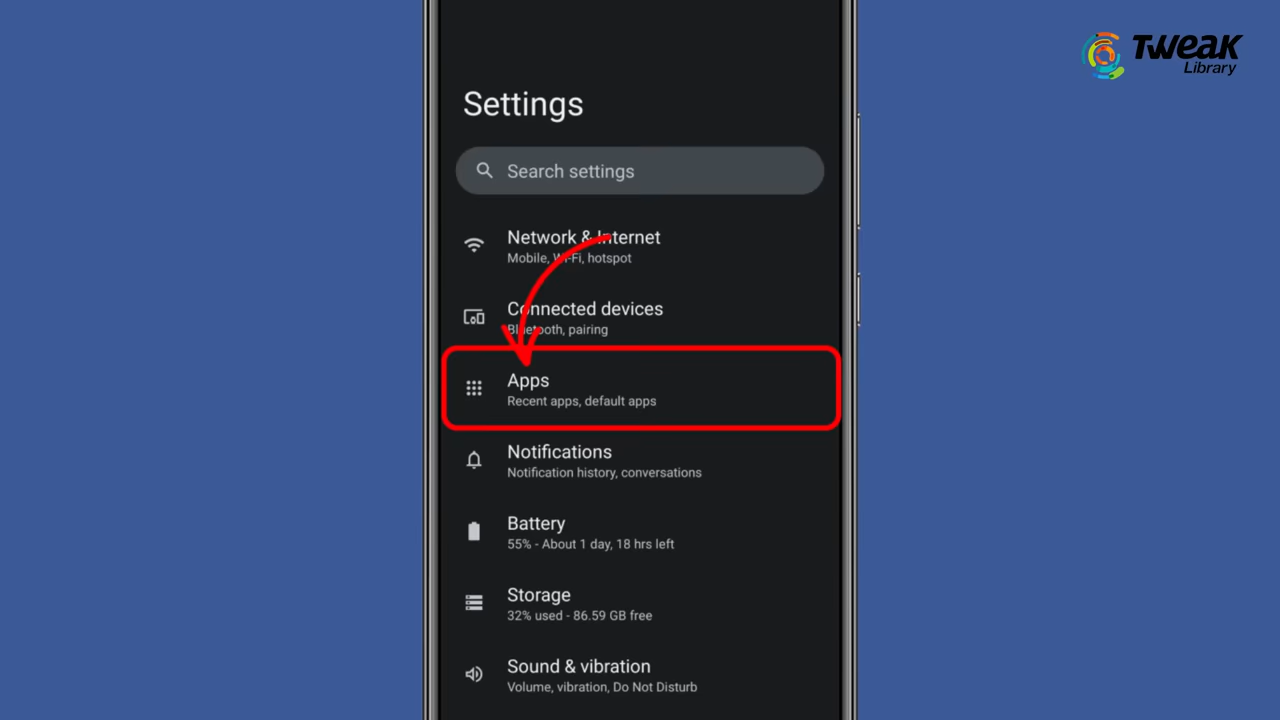 Tweak
Library
Settings
Search settings
Network & Internet
Mobile, Wi-Fi, hotspot
Connected devices
Bluetooth, pairing
Apps
Recent apps, default apps
Notifications
Notification history, conversations
Battery
55% - About 1 day, 18 hrs left
Storage
32% used - 86.59 GB free
Sound & vibration
Volume, vibration, Do Not Disturb